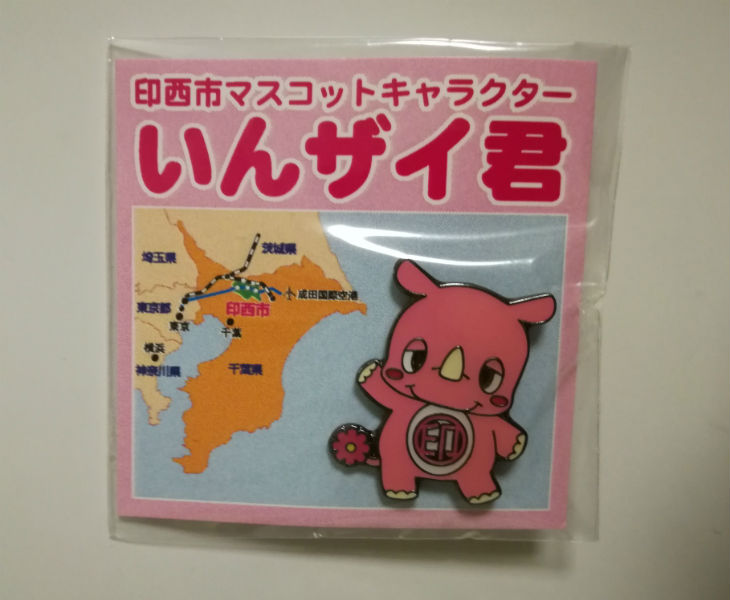 印西市マスコットキャラクター
いんザイ君
茨城県
埼玉県
成田国際空港
東京都
印西市
東京
千葉
横浜
神奈川県
千葉県
印